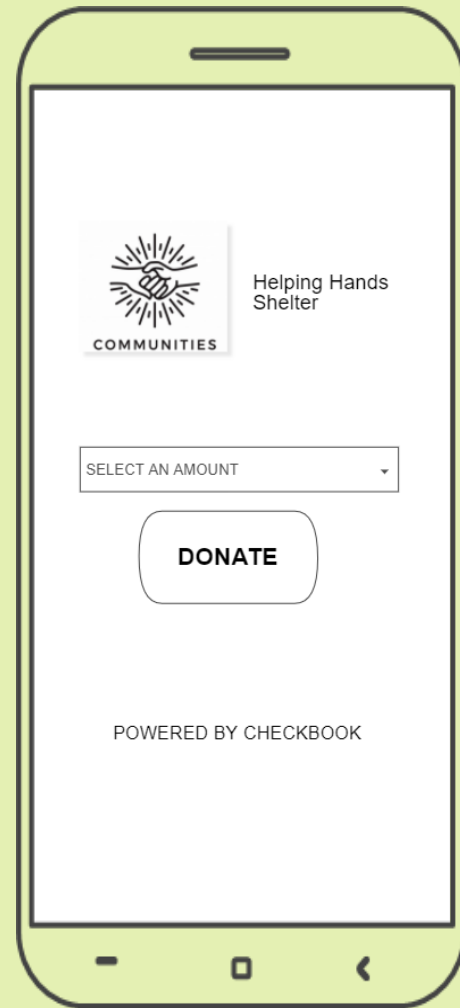 COMMUNITIES
Helping Hands
Shelter
SELECT AN AMOUNT
DONATE
POWERED BY CHECKBOOK